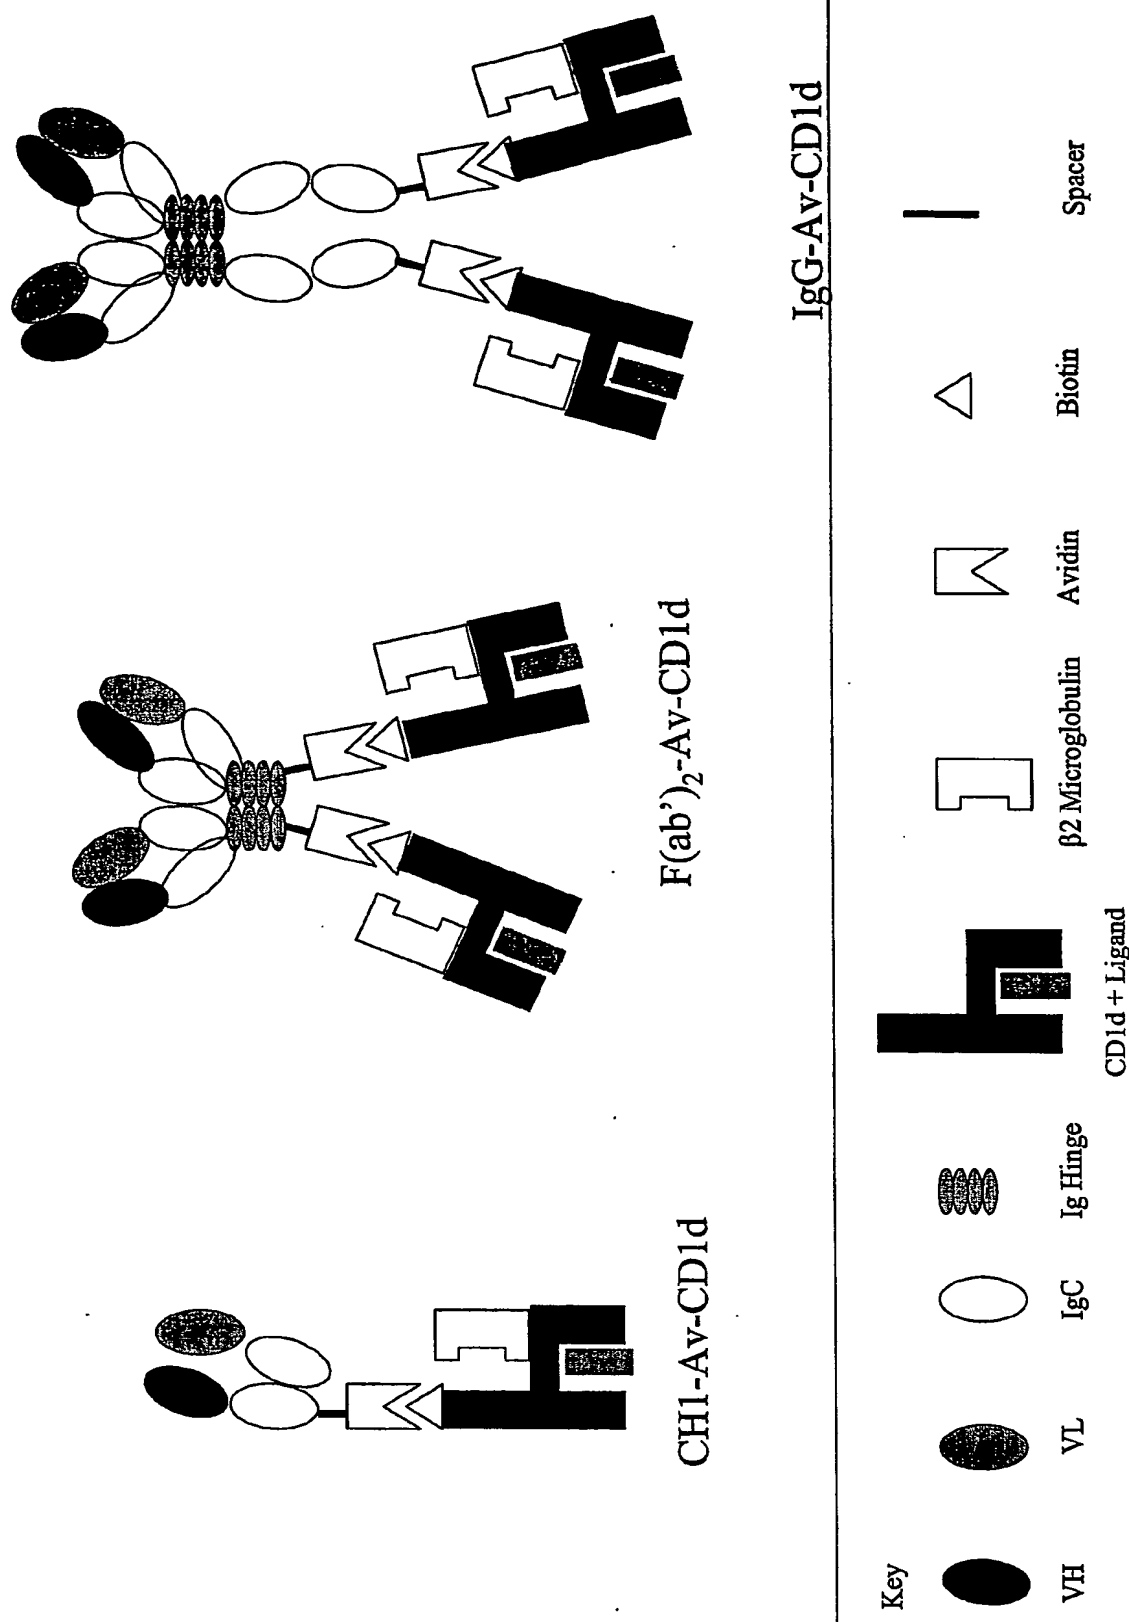 CH1-Av-CD1d
F(ab')₂-Av-CD1d
IgG-Av-CD1d
Key
VH
VL
IgC
Ig Hinge
CD1d + Ligand
β2 Microglobulin
Avidin
Biotin
Spacer